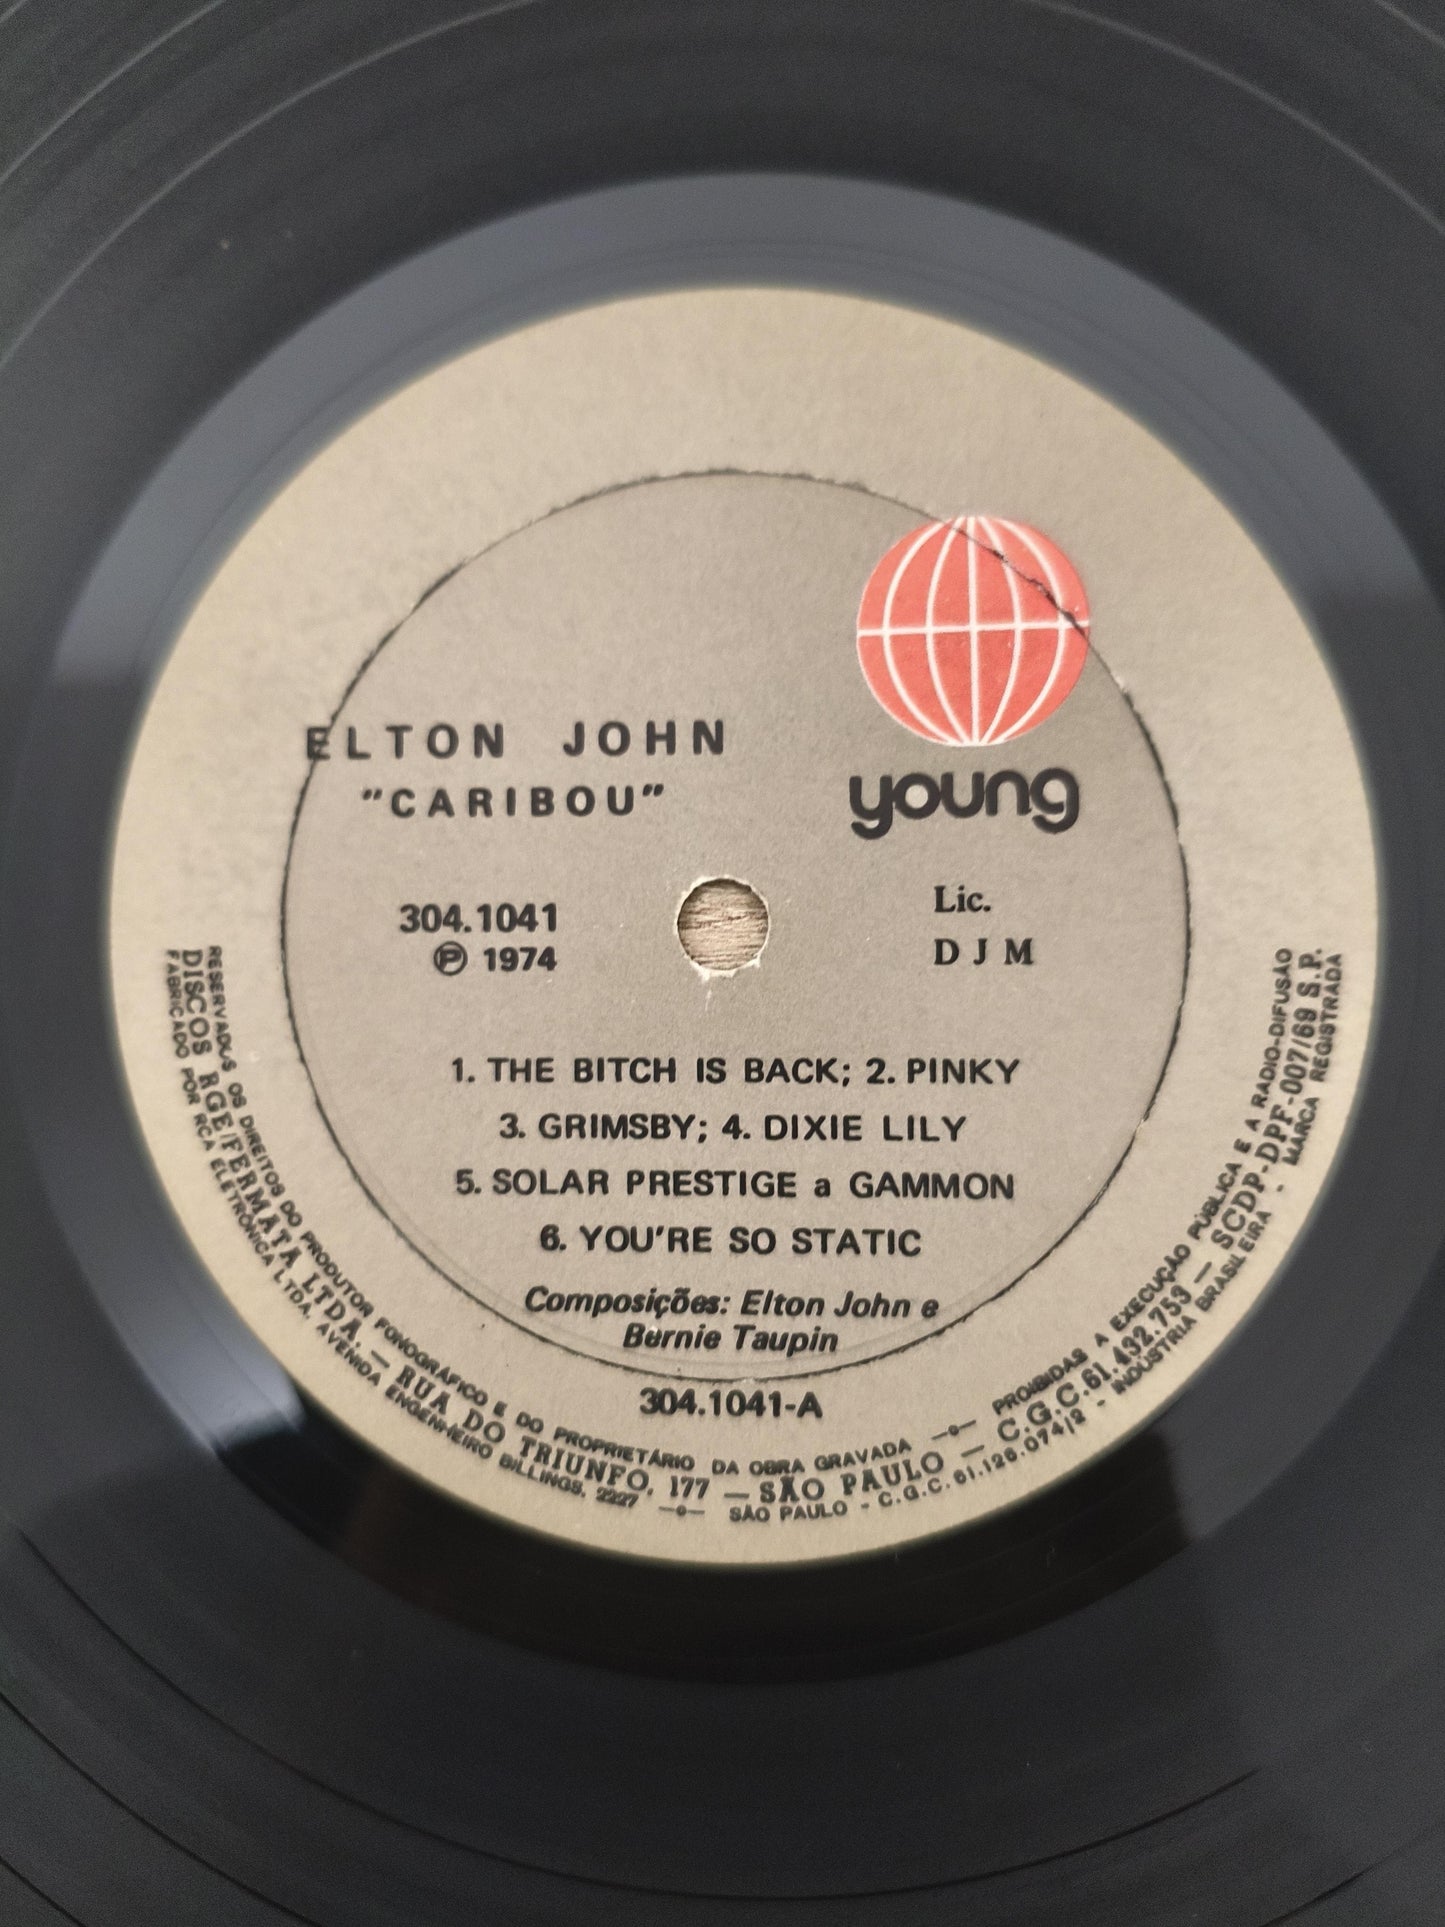 ELTON JOHN
"CARIBOU"
young
304.1041
Ⓟ 1974
Lic.
D J M
1. THE BITCH IS BACK; 2. PINKY
3. GRIMSBY; 4. DIXIE LILY
5. SOLAR PRESTIGE a GAMMON
6. YOU'RE SO STATIC
Composições: Elton John e
Bernie Taupin
304.1041-A
RESERVADOS OS DIREITOS DO PRODUTOR FONOGRÁFICO E DO PROPRIETÁRIO DA OBRA GRAVADA —o— PROIBIDAS A EXECUÇÃO PÚBLICA E A RADIO-DIFUSÃO
DISCOS RGE/FERMATA LTDA. — RUA DO TRIUNFO, 177 — SÃO PAULO — C.G.C.61.432.753 — SCDP-DPF-007/69 S.P.
FABRICADO POR RCA ELETRÔNICA LTDA. AVENIDA ENGENHEIRO BILLINGS, 2227 —o— SÃO PAULO - C.G.C. 61.126.074/2 - INDÚSTRIA BRASILEIRA - MARCA REGISTRADA